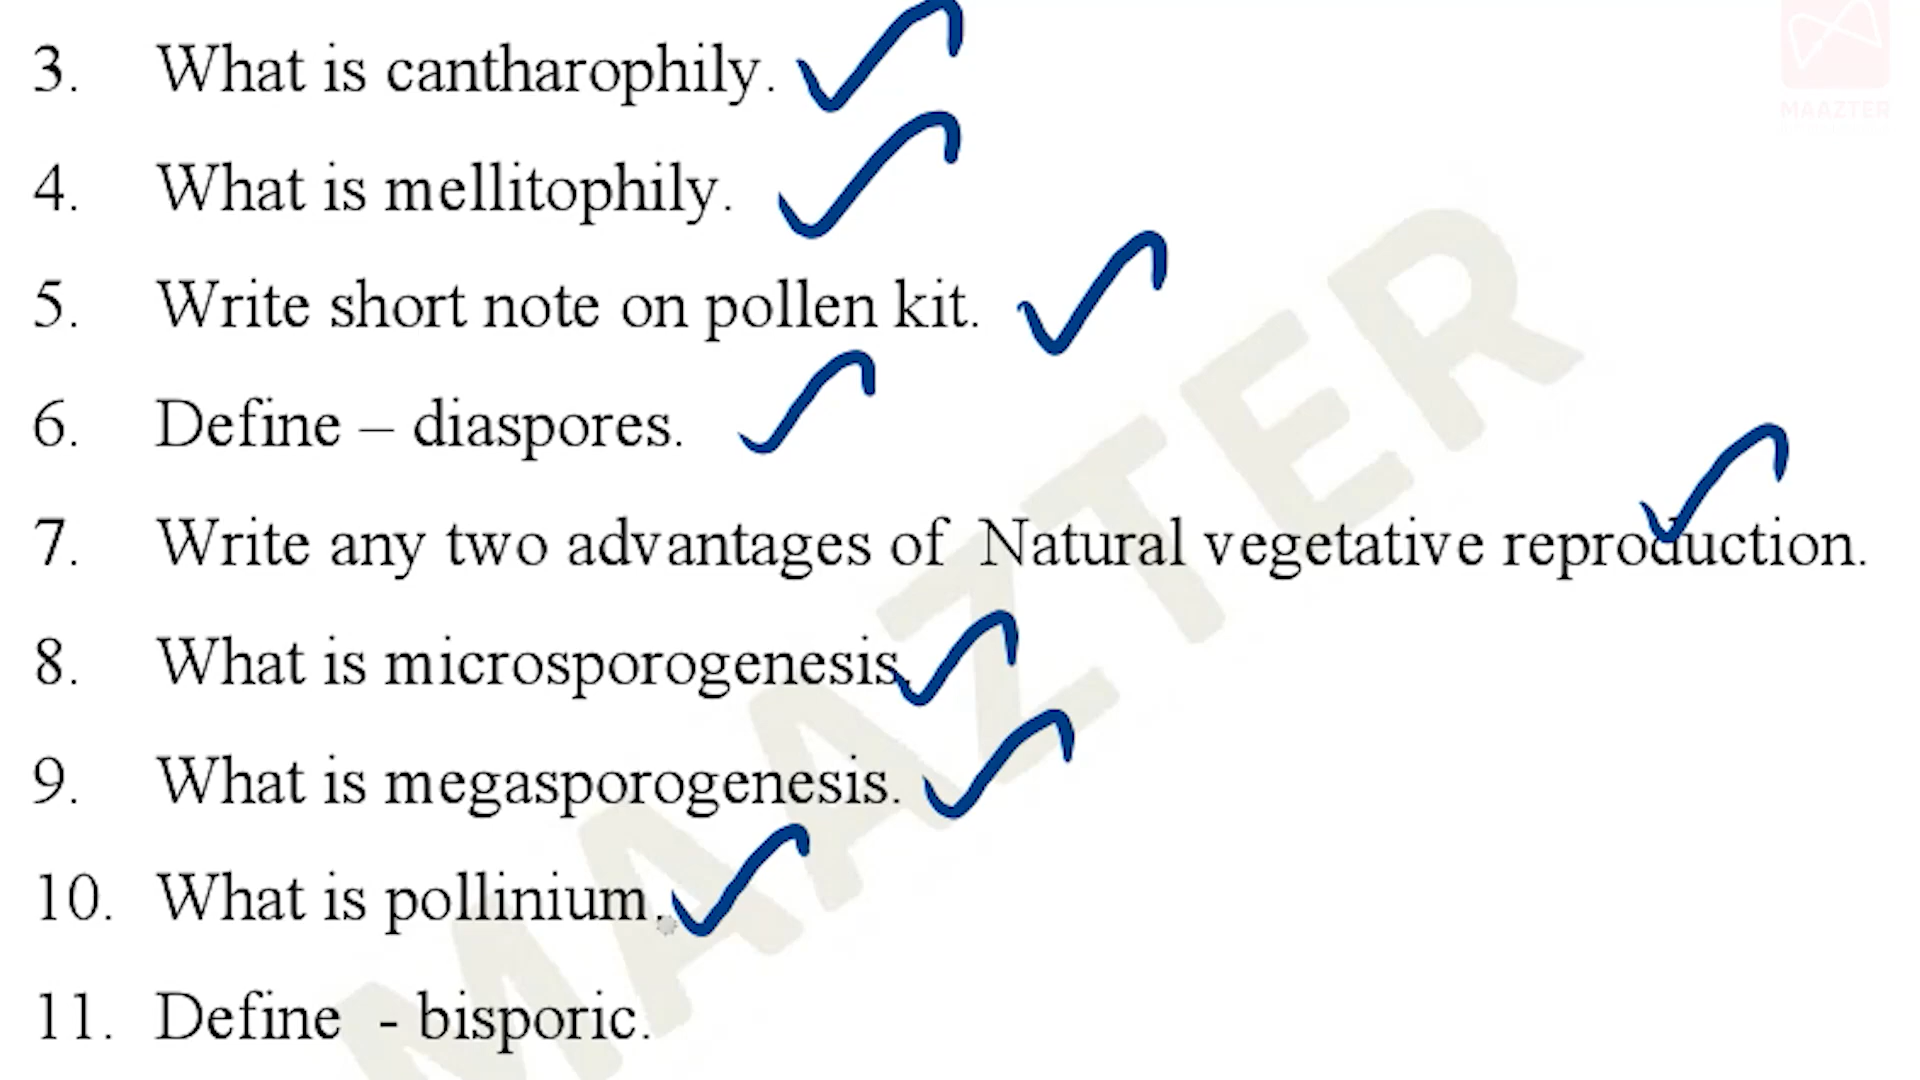 3. What is cantharophily.
MAAZTER
4. What is mellitophily.
5. Write short note on pollen kit.
6. Define – diaspores.
7. Write any two advantages of Natural vegetative reproduction.
8. What is microsporogenesis.
9. What is megasporogenesis.
10. What is pollinium.
11. Define - bisporic.
MAAZTER